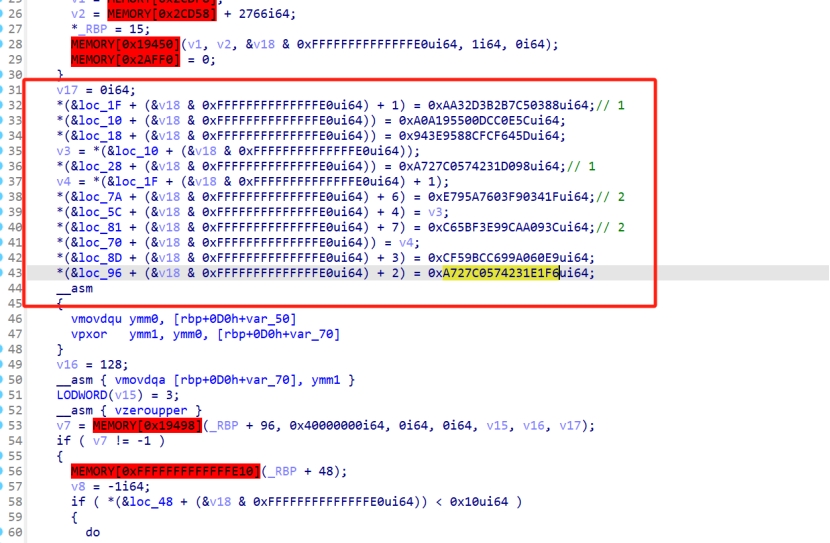 26 v2 = MEMORY[0x2CD58] + 2766i64;
27 *_RBP = 15;
28 MEMORY[0x19450](v1, v2, &v18 & 0xFFFFFFFFFFFFFFE0ui64, 1i64, 0i64);
29 MEMORY[0x2AFF0] = 0;
30 }
31 v17 = 0i64;
32 *(&loc_1F + (&v18 & 0xFFFFFFFFFFFFFFE0ui64) + 1) = 0xAA32D3B2B7C50388ui64;// 1
33 *(&loc_10 + (&v18 & 0xFFFFFFFFFFFFFFE0ui64)) = 0xA0A195500DCC0E5Cui64;
34 *(&loc_18 + (&v18 & 0xFFFFFFFFFFFFFFE0ui64)) = 0x943E9588CFCF645Dui64;
35 v3 = *(&loc_10 + (&v18 & 0xFFFFFFFFFFFFFFE0ui64));
36 *(&loc_28 + (&v18 & 0xFFFFFFFFFFFFFFE0ui64)) = 0xA727C0574231D098ui64;// 1
37 v4 = *(&loc_1F + (&v18 & 0xFFFFFFFFFFFFFFE0ui64) + 1);
38 *(&loc_7A + (&v18 & 0xFFFFFFFFFFFFFFE0ui64) + 6) = 0xE795A7603F90341Fui64;// 2
39 *(&loc_5C + (&v18 & 0xFFFFFFFFFFFFFFE0ui64) + 4) = v3;
40 *(&loc_81 + (&v18 & 0xFFFFFFFFFFFFFFE0ui64) + 7) = 0xC65BF3E99CAA093Cui64;// 2
41 *(&loc_70 + (&v18 & 0xFFFFFFFFFFFFFFE0ui64)) = v4;
42 *(&loc_8D + (&v18 & 0xFFFFFFFFFFFFFFE0ui64) + 3) = 0xCF59BCC699A060E9ui64;
43 *(&loc_96 + (&v18 & 0xFFFFFFFFFFFFFFE0ui64) + 2) = 0xA727C0574231E1F6ui64;
44 __asm
45 {
46 vmovdqu ymm0, [rbp+0D0h+var_50]
47 vpxor ymm1, ymm0, [rbp+0D0h+var_70]
48 }
49 v16 = 128;
50 __asm { vmovdqa [rbp+0D0h+var_70], ymm1 }
51 LODWORD(v15) = 3;
52 __asm { vzeroupper }
53 v7 = MEMORY[0x19498](_RBP + 96, 0x40000000i64, 0i64, 0i64, v15, v16, v17);
54 if ( v7 != -1 )
55 {
56 MEMORY[0xFFFFFFFFFFFFFE10](_RBP + 48);
57 v8 = -1i64;
58 if ( *(&loc_48 + (&v18 & 0xFFFFFFFFFFFFFFE0ui64)) < 0x10ui64 )
59 {
60 do